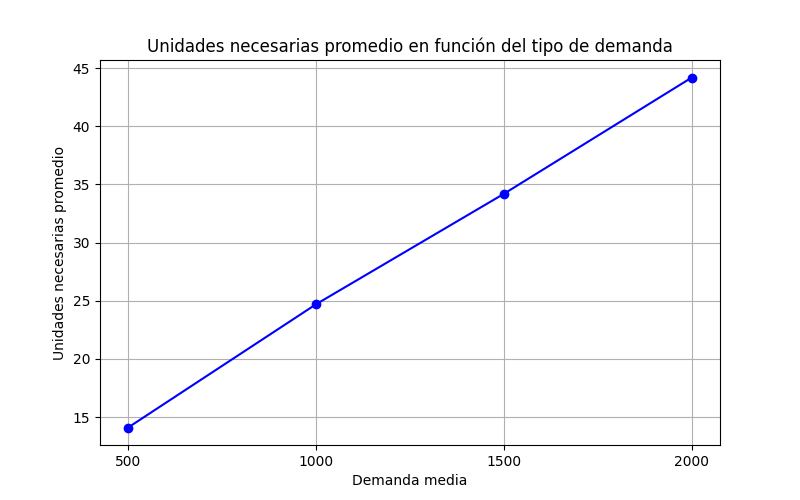 Unidades necesarias promedio en función del tipo de demanda
Unidades necesarias promedio
45
40
35
30
25
20
15
500 1000 1500 2000
Demanda media